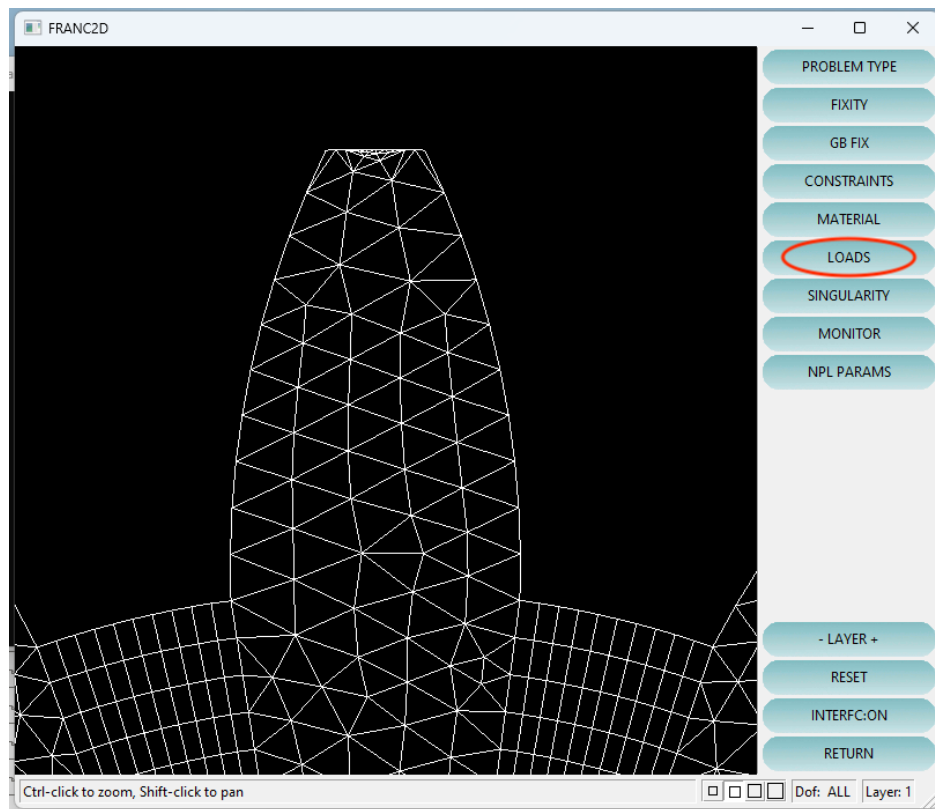 FRANC2D
PROBLEM TYPE
FIXITY
GB FIX
CONSTRAINTS
MATERIAL
LOADS
SINGULARITY
MONITOR
NPL PARAMS
- LAYER +
RESET
INTERFC:ON
RETURN
Ctrl-click to zoom, Shift-click to pan
Dof: ALL
Layer: 1